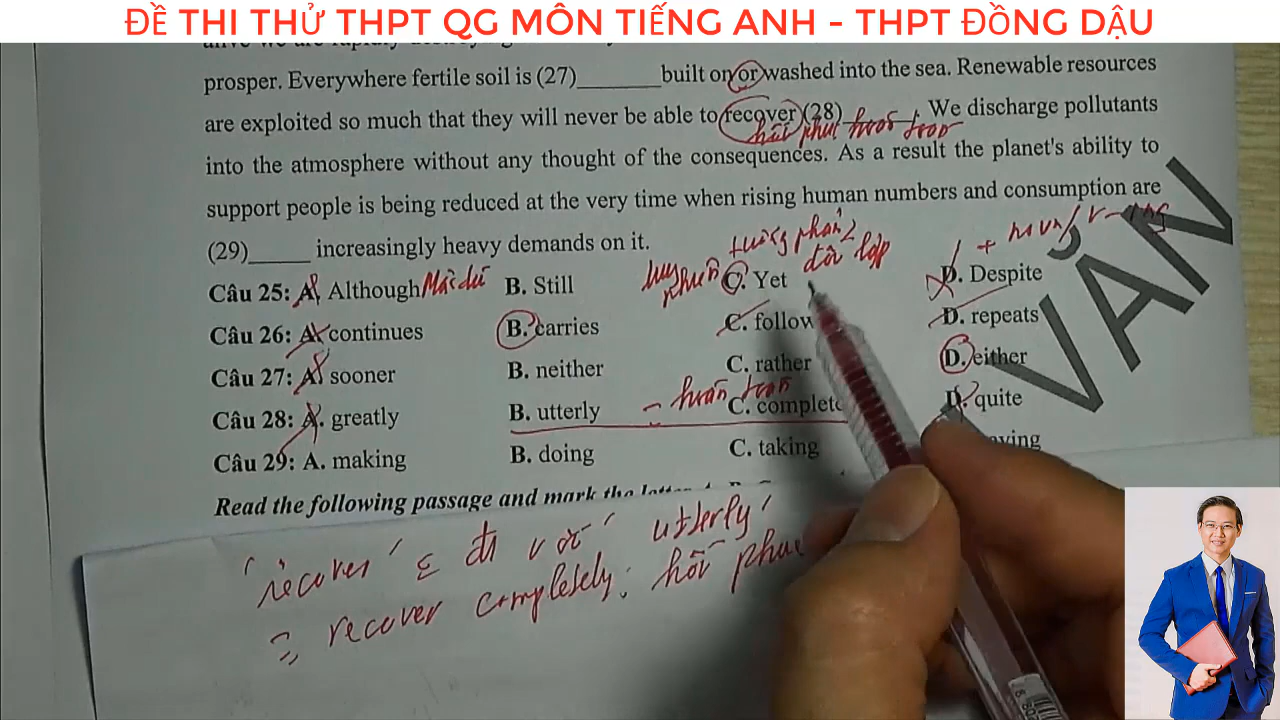 ĐỀ THI THỬ THPT QG MÔN TIẾNG ANH - THPT ĐỒNG DẬU
prosper. Everywhere fertile soil is (27)_______ built on or washed into the sea. Renewable resources
are exploited so much that they will never be able to recover (28)_______. We discharge pollutants
hồi phục hoàn toàn
into the atmosphere without any thought of the consequences. As a result the planet's ability to
support people is being reduced at the very time when rising human numbers and consumption are
(29)_____ increasingly heavy demands on it.
tương phản
đối lập
Câu 25: A. Although Mặc dù B. Still C. Yet D. Despite
Câu 26: A. continues B. carries C. follow D. repeats
Câu 27: A. sooner B. neither C. rather D. either
hoàn toàn
Câu 28: A. greatly B. utterly C. complete D. quite
Câu 29: A. making B. doing C. taking
Read the following passage and mark the
"recover" đi với "utterly"
= recover completely: hồi phục
VĂN